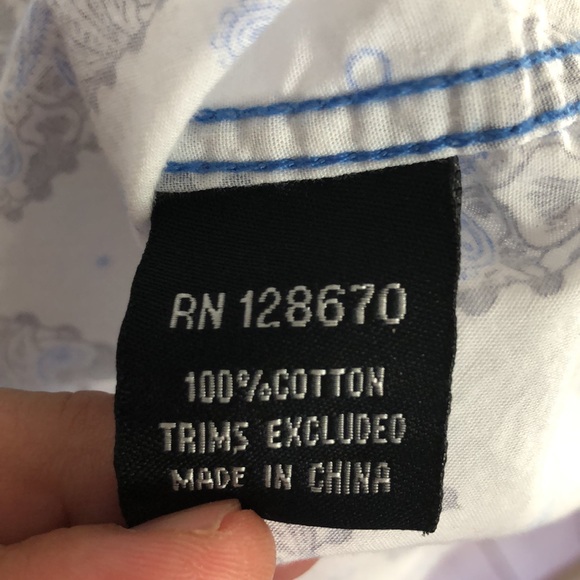 RN 128670
100%COTTON
TRIMS EXCLUDED
MADE IN CHINA